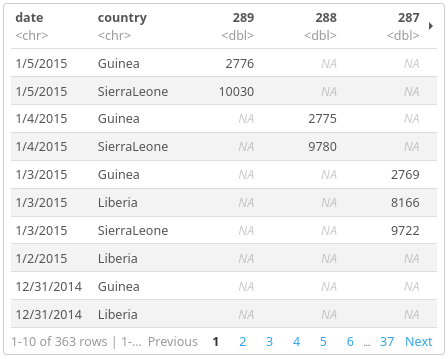 date country 289 288 287
<chr> <chr> <dbl> <dbl> <dbl>
1/5/2015 Guinea 2776 NA NA
1/5/2015 SierraLeone 10030 NA NA
1/4/2015 Guinea NA 2775 NA
1/4/2015 SierraLeone NA 9780 NA
1/3/2015 Guinea NA NA 2769
1/3/2015 Liberia NA NA 8166
1/3/2015 SierraLeone NA NA 9722
1/2/2015 Liberia NA NA NA
12/31/2014 Guinea NA NA NA
12/31/2014 Liberia NA NA NA
1-10 of 363 rows | 1-... Previous 1 2 3 4 5 6 ... 37 Next